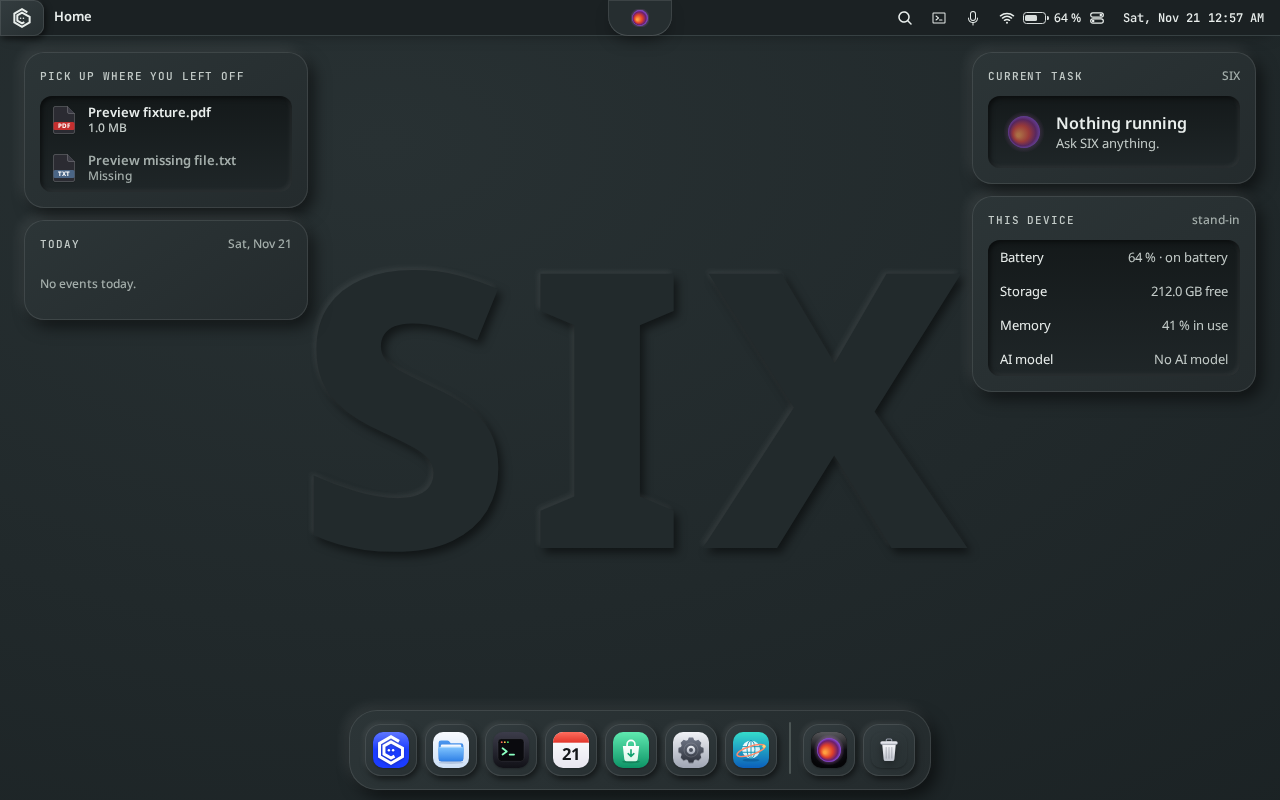 Home
64 %
Sat, Nov 21 12:57 AM
PICK UP WHERE YOU LEFT OFF
PDF
Preview fixture.pdf
1.0 MB
TXT
Preview missing file.txt
Missing
TODAY
Sat, Nov 21
No events today.
SIX
CURRENT TASK
SIX
Nothing running
Ask SIX anything.
THIS DEVICE
stand-in
Battery
64 % · on battery
Storage
212.0 GB free
Memory
41 % in use
AI model
No AI model
21